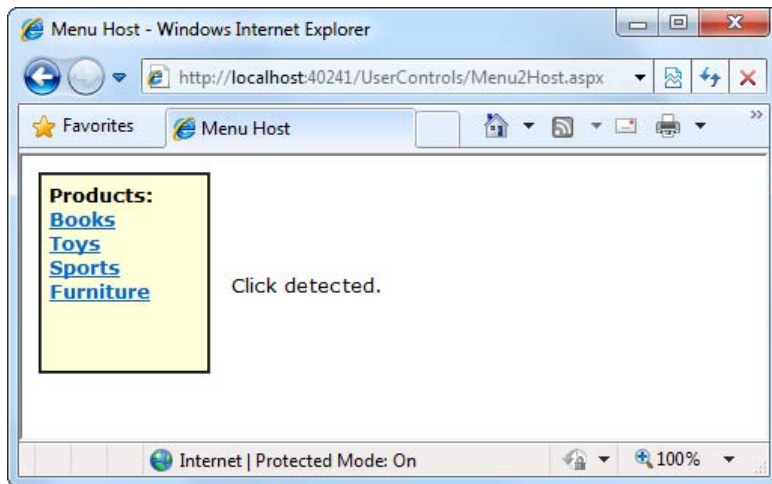 Menu Host - Windows Internet Explorer
http://localhost:40241/UserControls/Menu2Host.aspx
Favorites
Menu Host
Products:
Books
Toys
Sports
Furniture
Click detected.
Internet | Protected Mode: On
100%